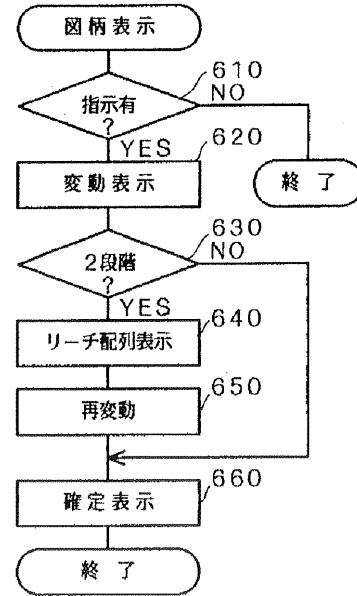 図柄表示
610
指示有
?
NO
YES
620
変動表示
終了
630
2段階
?
NO
YES
640
リーチ配列表示
650
再変動
660
確定表示
終了